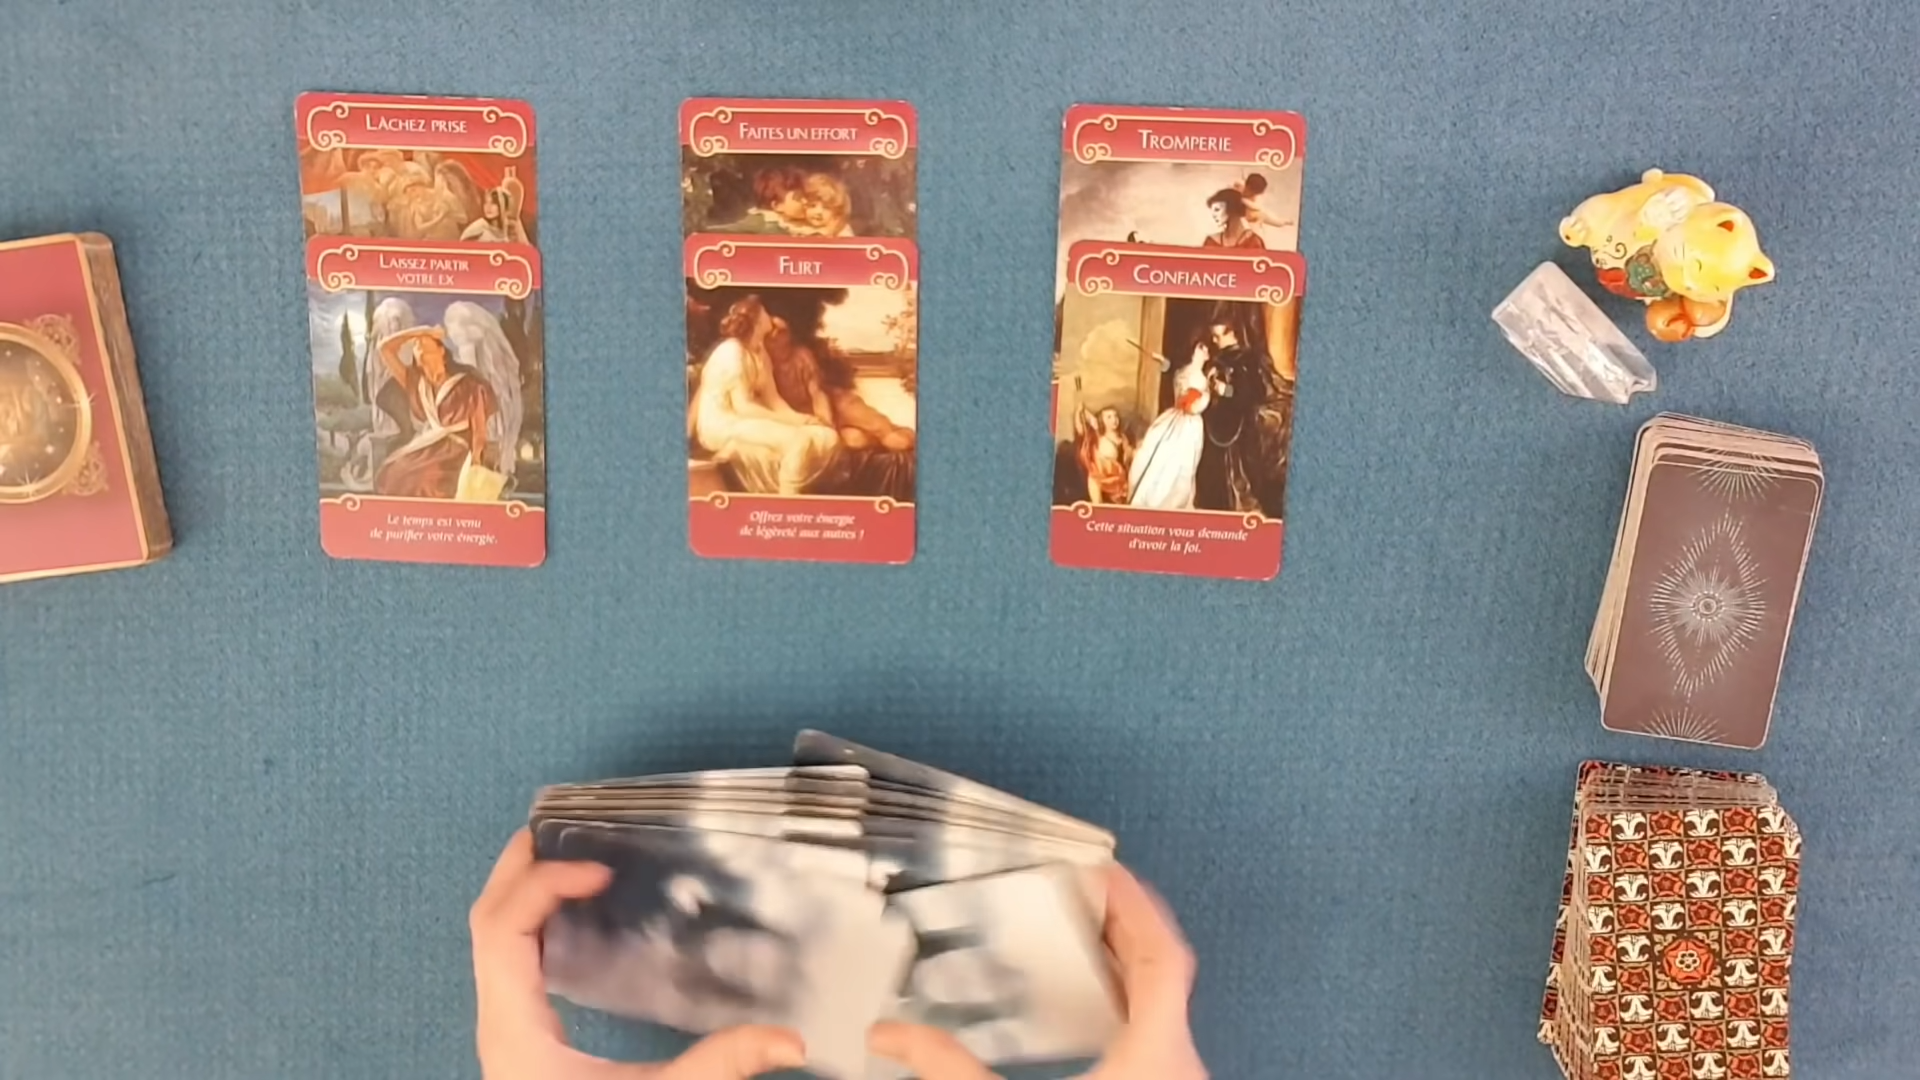 LÂCHEZ PRISE
LAISSEZ PARTIR
VOTRE EX
Le temps est venu
de purifier votre énergie.
FAITES UN EFFORT
FLIRT
Offrez votre énergie
de légèreté aux autres !
TROMPERIE
CONFIANCE
Cette situation vous demande
d'avoir la foi.